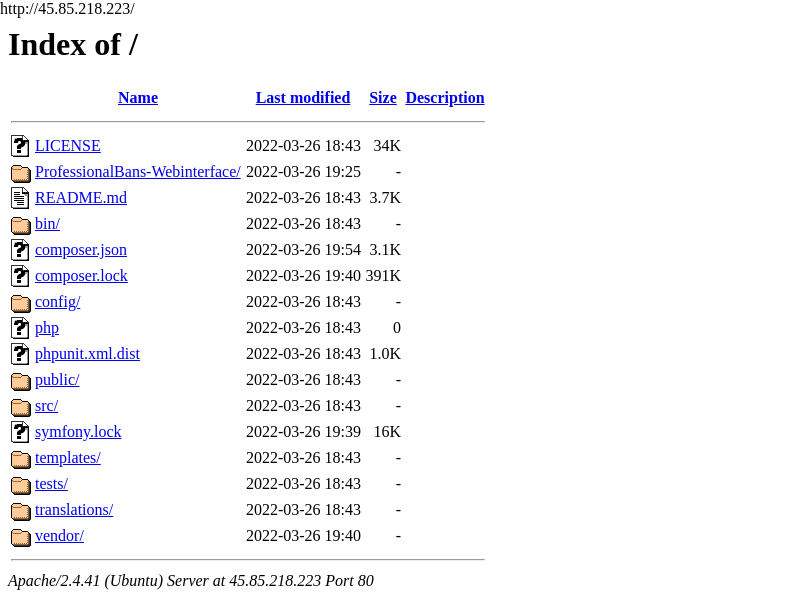 http://45.85.218.223/
Index of /
Name Last modified Size Description
LICENSE 2022-03-26 18:43 34K
ProfessionalBans-Webinterface/ 2022-03-26 19:25 -
README.md 2022-03-26 18:43 3.7K
bin/ 2022-03-26 18:43 -
composer.json 2022-03-26 19:54 3.1K
composer.lock 2022-03-26 19:40 391K
config/ 2022-03-26 18:43 -
php 2022-03-26 18:43 0
phpunit.xml.dist 2022-03-26 18:43 1.0K
public/ 2022-03-26 18:43 -
src/ 2022-03-26 18:43 -
symfony.lock 2022-03-26 19:39 16K
templates/ 2022-03-26 18:43 -
tests/ 2022-03-26 18:43 -
translations/ 2022-03-26 18:43 -
vendor/ 2022-03-26 19:40 -
Apache/2.4.41 (Ubuntu) Server at 45.85.218.223 Port 80